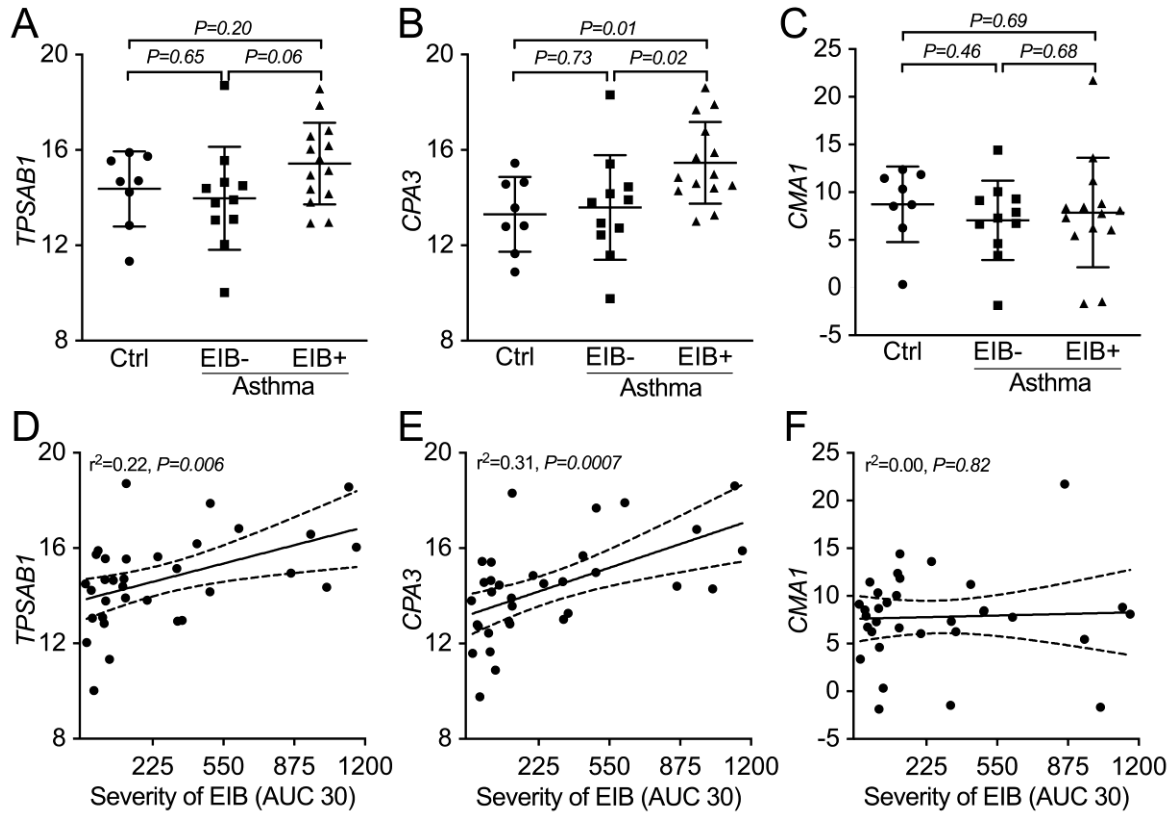 A
P=0.20
P=0.65
P=0.06
TPSAB1
20
16
12
8
Ctrl
EIB-
EIB+
Asthma
B
P=0.01
P=0.73
P=0.02
CPA3
20
16
12
8
Ctrl
EIB-
EIB+
Asthma
C
P=0.69
P=0.46
P=0.68
CMA1
25
20
15
10
5
0
-5
Ctrl
EIB-
EIB+
Asthma
D
r²=0.22, P=0.006
TPSAB1
20
16
12
8
225 550 875 1200
Severity of EIB (AUC 30)
E
r²=0.31, P=0.0007
CPA3
20
16
12
8
225 550 875 1200
Severity of EIB (AUC 30)
F
r²=0.00, P=0.82
CMA1
25
20
15
10
5
0
-5
225 550 875 1200
Severity of EIB (AUC 30)